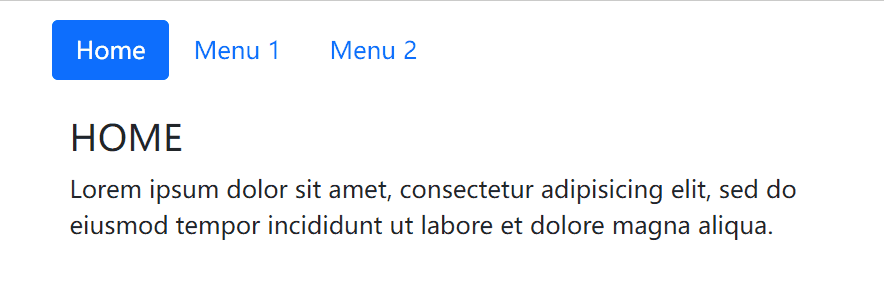 Home Menu 1 Menu 2
HOME
Lorem ipsum dolor sit amet, consectetur adipisicing elit, sed do
eiusmod tempor incididunt ut labore et dolore magna aliqua.